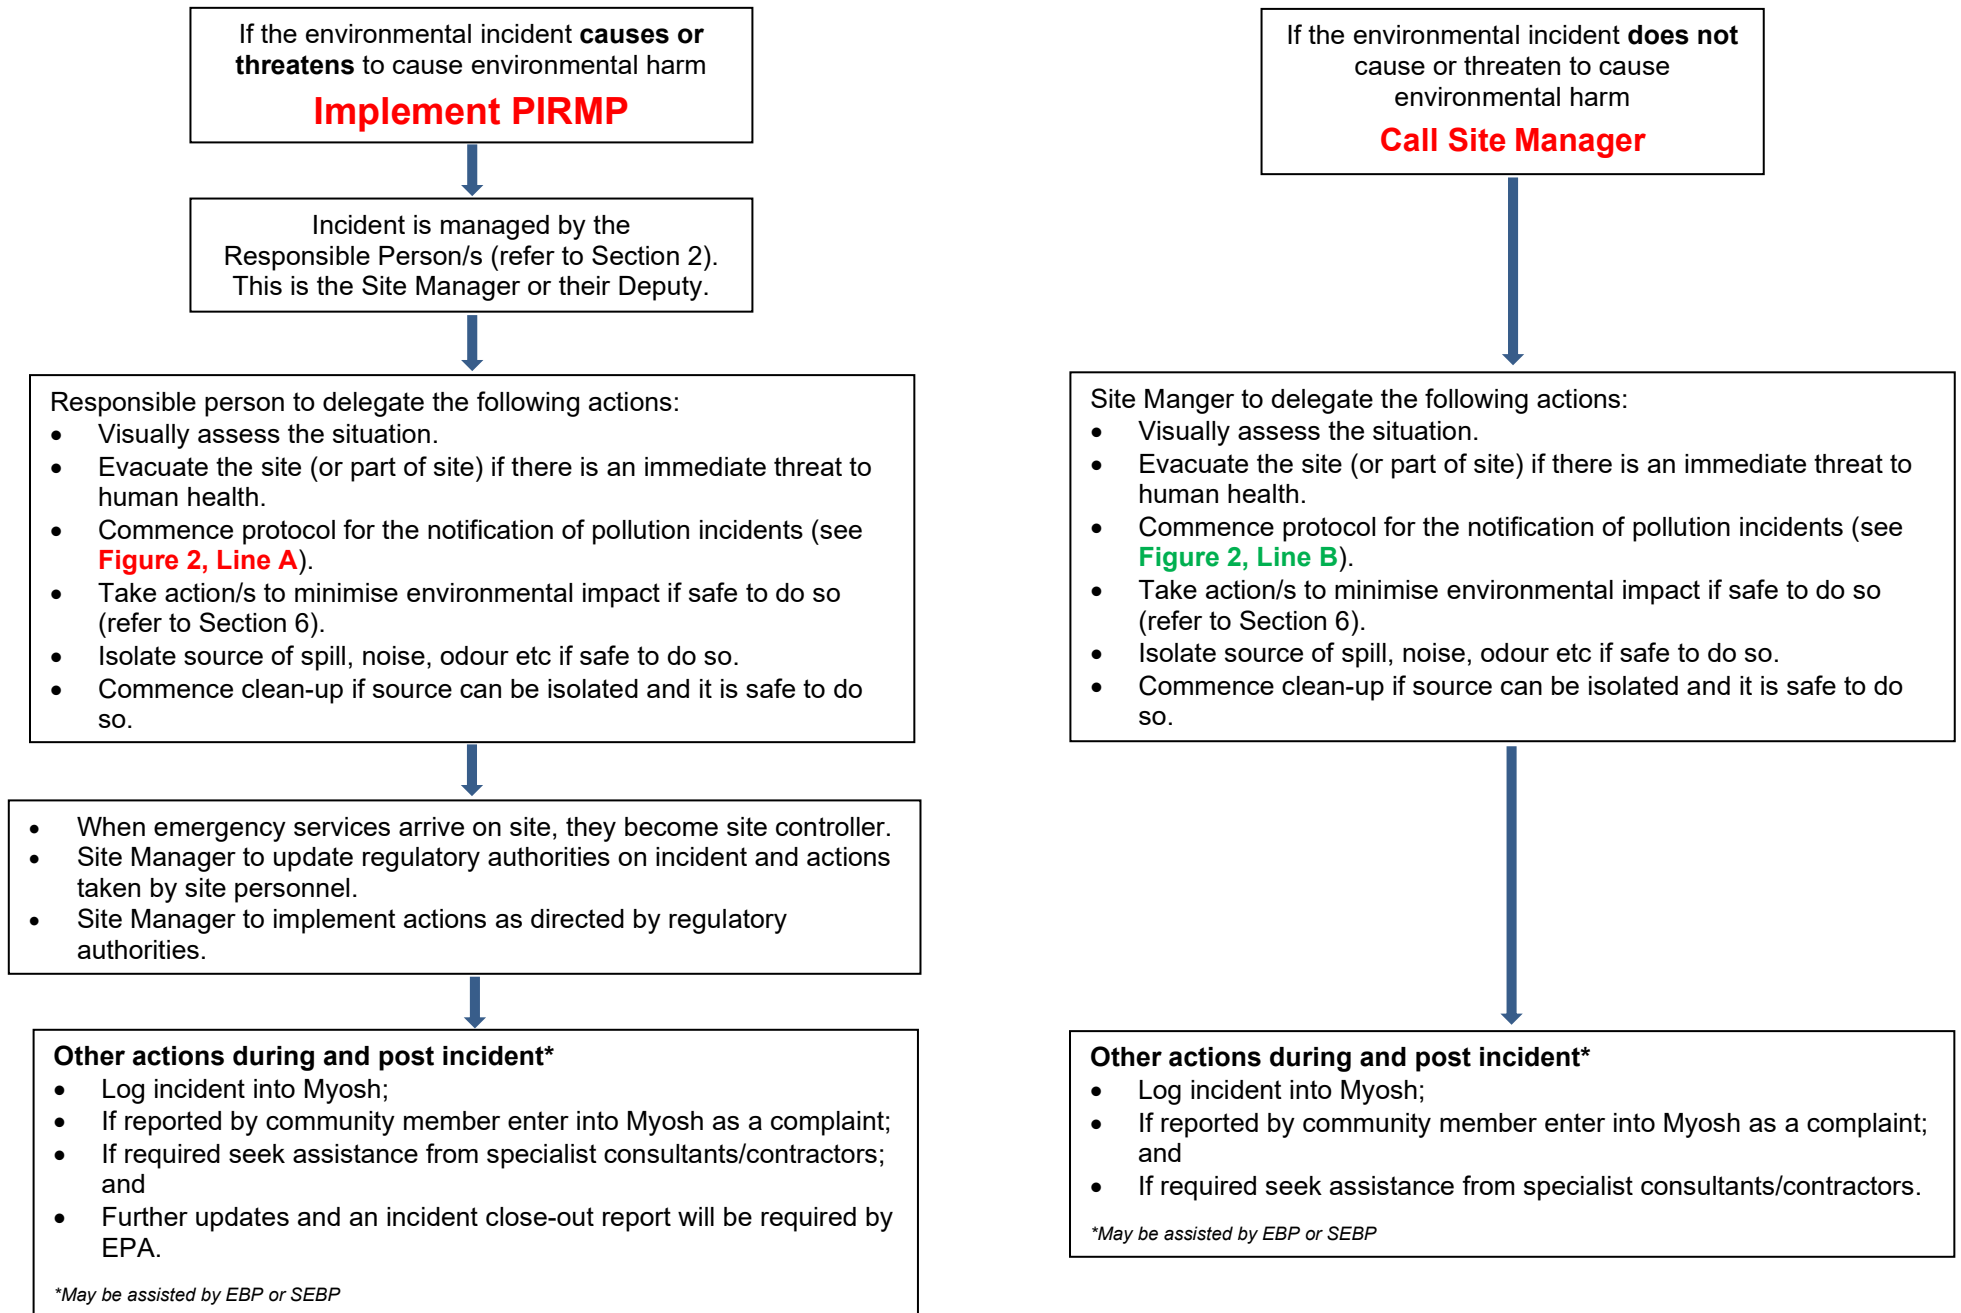 If the environmental incident causes or
threatens to cause environmental harm
Implement PIRMP
Incident is managed by the
Responsible Person/s (refer to Section 2).
This is the Site Manager or their Deputy.
Responsible person to delegate the following actions:
• Visually assess the situation.
• Evacuate the site (or part of site) if there is an immediate threat to
human health.
• Commence protocol for the notification of pollution incidents (see
Figure 2, Line A).
• Take action/s to minimise environmental impact if safe to do so
(refer to Section 6).
• Isolate source of spill, noise, odour etc if safe to do so.
• Commence clean-up if source can be isolated and it is safe to do
so.
• When emergency services arrive on site, they become site controller.
• Site Manager to update regulatory authorities on incident and actions
taken by site personnel.
• Site Manager to implement actions as directed by regulatory
authorities.
Other actions during and post incident*
• Log incident into Myosh;
• If reported by community member enter into Myosh as a complaint;
• If required seek assistance from specialist consultants/contractors;
and
• Further updates and an incident close-out report will be required by
EPA.
*May be assisted by EBP or SEBP
If the environmental incident does not
cause or threaten to cause
environmental harm
Call Site Manager
Site Manger to delegate the following actions:
• Visually assess the situation.
• Evacuate the site (or part of site) if there is an immediate threat to
human health.
• Commence protocol for the notification of pollution incidents (see
Figure 2, Line B).
• Take action/s to minimise environmental impact if safe to do so
(refer to Section 6).
• Isolate source of spill, noise, odour etc if safe to do so.
• Commence clean-up if source can be isolated and it is safe to do
so.
Other actions during and post incident*
• Log incident into Myosh;
• If reported by community member enter into Myosh as a complaint;
and
• If required seek assistance from specialist consultants/contractors.
*May be assisted by EBP or SEBP